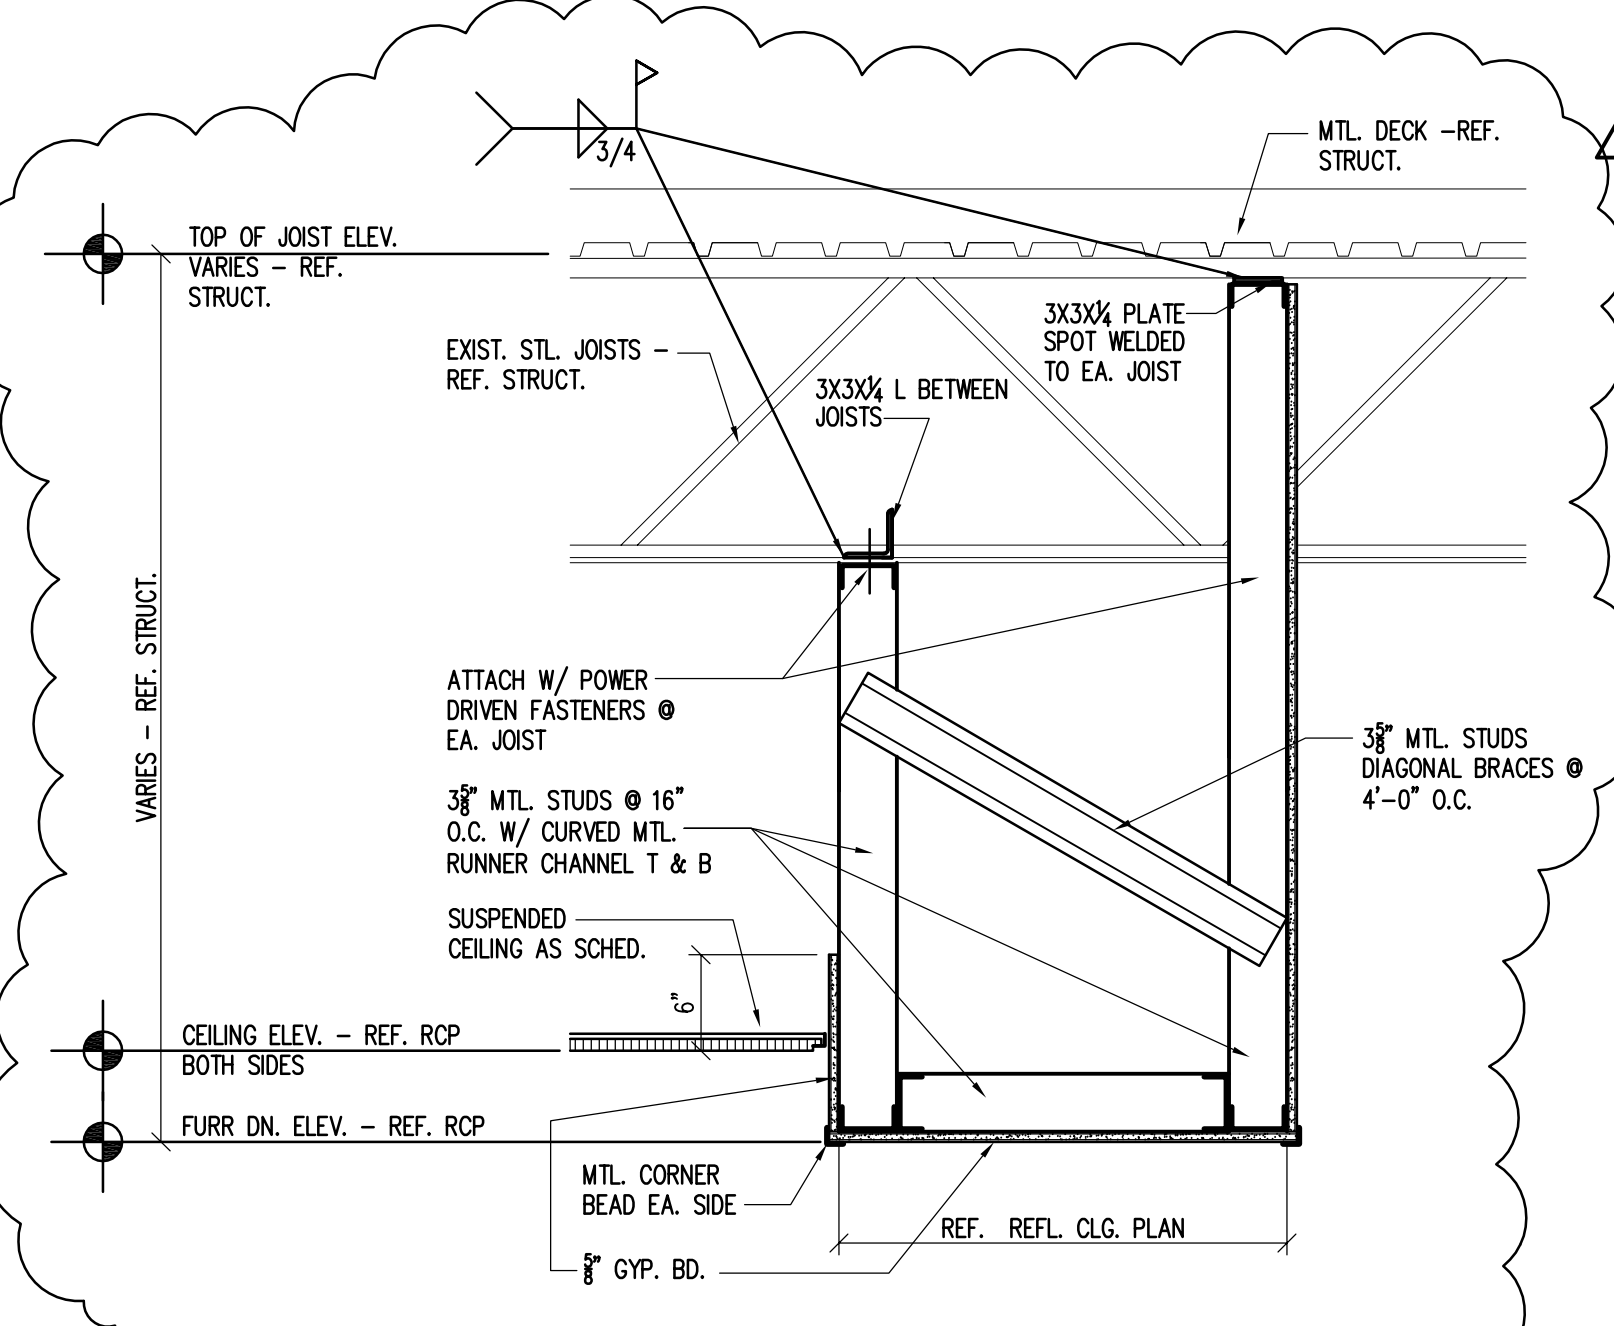 3/4
MTL. DECK -REF.
STRUCT.
TOP OF JOIST ELEV.
VARIES - REF.
STRUCT.
EXIST. STL. JOISTS -
REF. STRUCT.
3X3X1/4 PLATE
SPOT WELDED
TO EA. JOIST
3X3X1/4 L BETWEEN
JOISTS
VARIES - REF. STRUCT.
ATTACH W/ POWER
DRIVEN FASTENERS @
EA. JOIST
3 5/8" MTL. STUDS
DIAGONAL BRACES @
4'-0" O.C.
3 5/8" MTL. STUDS @ 16"
O.C. W/ CURVED MTL.
RUNNER CHANNEL T & B
SUSPENDED
CEILING AS SCHED.
6"
CEILING ELEV. - REF. RCP
BOTH SIDES
FURR DN. ELEV. - REF. RCP
MTL. CORNER
BEAD EA. SIDE
REF. REFL. CLG. PLAN
5/8" GYP. BD.